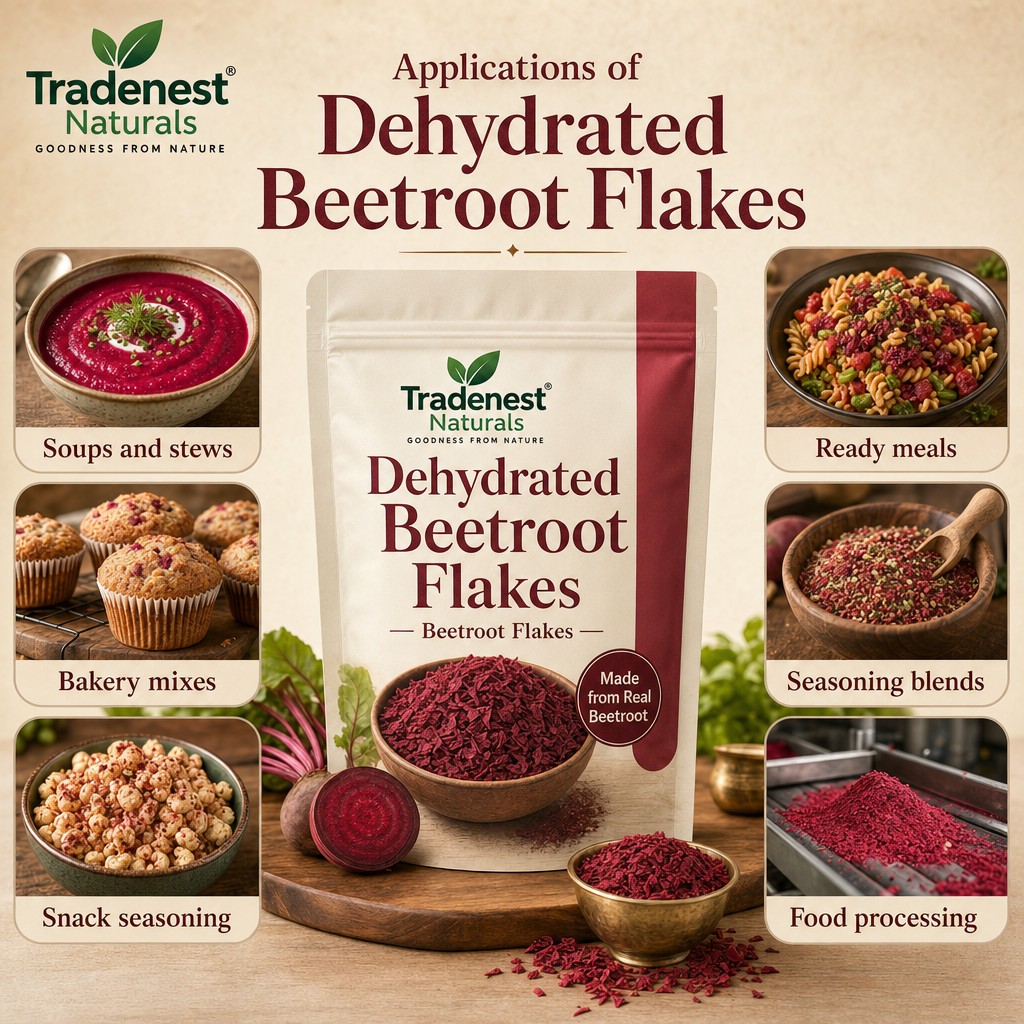 Tradenest®
Naturals
GOODNESS FROM NATURE
Applications of
Dehydrated
Beetroot Flakes
Soups and stews
Bakery mixes
Snack seasoning
Tradenest®
Naturals
GOODNESS FROM NATURE
Dehydrated
Beetroot
Flakes
— Beetroot Flakes —
Made
from Real
Beetroot
Ready meals
Seasoning blends
Food processing